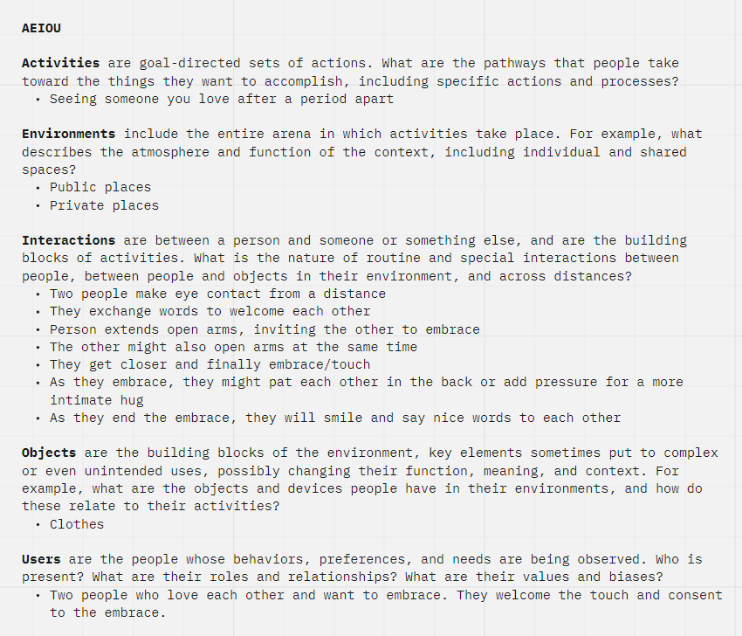 AEIOU
Activities are goal-directed sets of actions. What are the pathways that people take
toward the things they want to accomplish, including specific actions and processes?
• Seeing someone you love after a period apart
Environments include the entire arena in which activities take place. For example, what
describes the atmosphere and function of the context, including individual and shared
spaces?
• Public places
• Private places
Interactions are between a person and someone or something else, and are the building
blocks of activities. What is the nature of routine and special interactions between
people, between people and objects in their environment, and across distances?
• Two people make eye contact from a distance
• They exchange words to welcome each other
• Person extends open arms, inviting the other to embrace
• The other might also open arms at the same time
• They get closer and finally embrace/touch
• As they embrace, they might pat each other in the back or add pressure for a more
intimate hug
• As they end the embrace, they will smile and say nice words to each other
Objects are the building blocks of the environment, key elements sometimes put to complex
or even unintended uses, possibly changing their function, meaning, and context. For
example, what are the objects and devices people have in their environments, and how do
these relate to their activities?
• Clothes
Users are the people whose behaviors, preferences, and needs are being observed. Who is
present? What are their roles and relationships? What are their values and biases?
• Two people who love each other and want to embrace. They welcome the touch and consent
to the embrace.